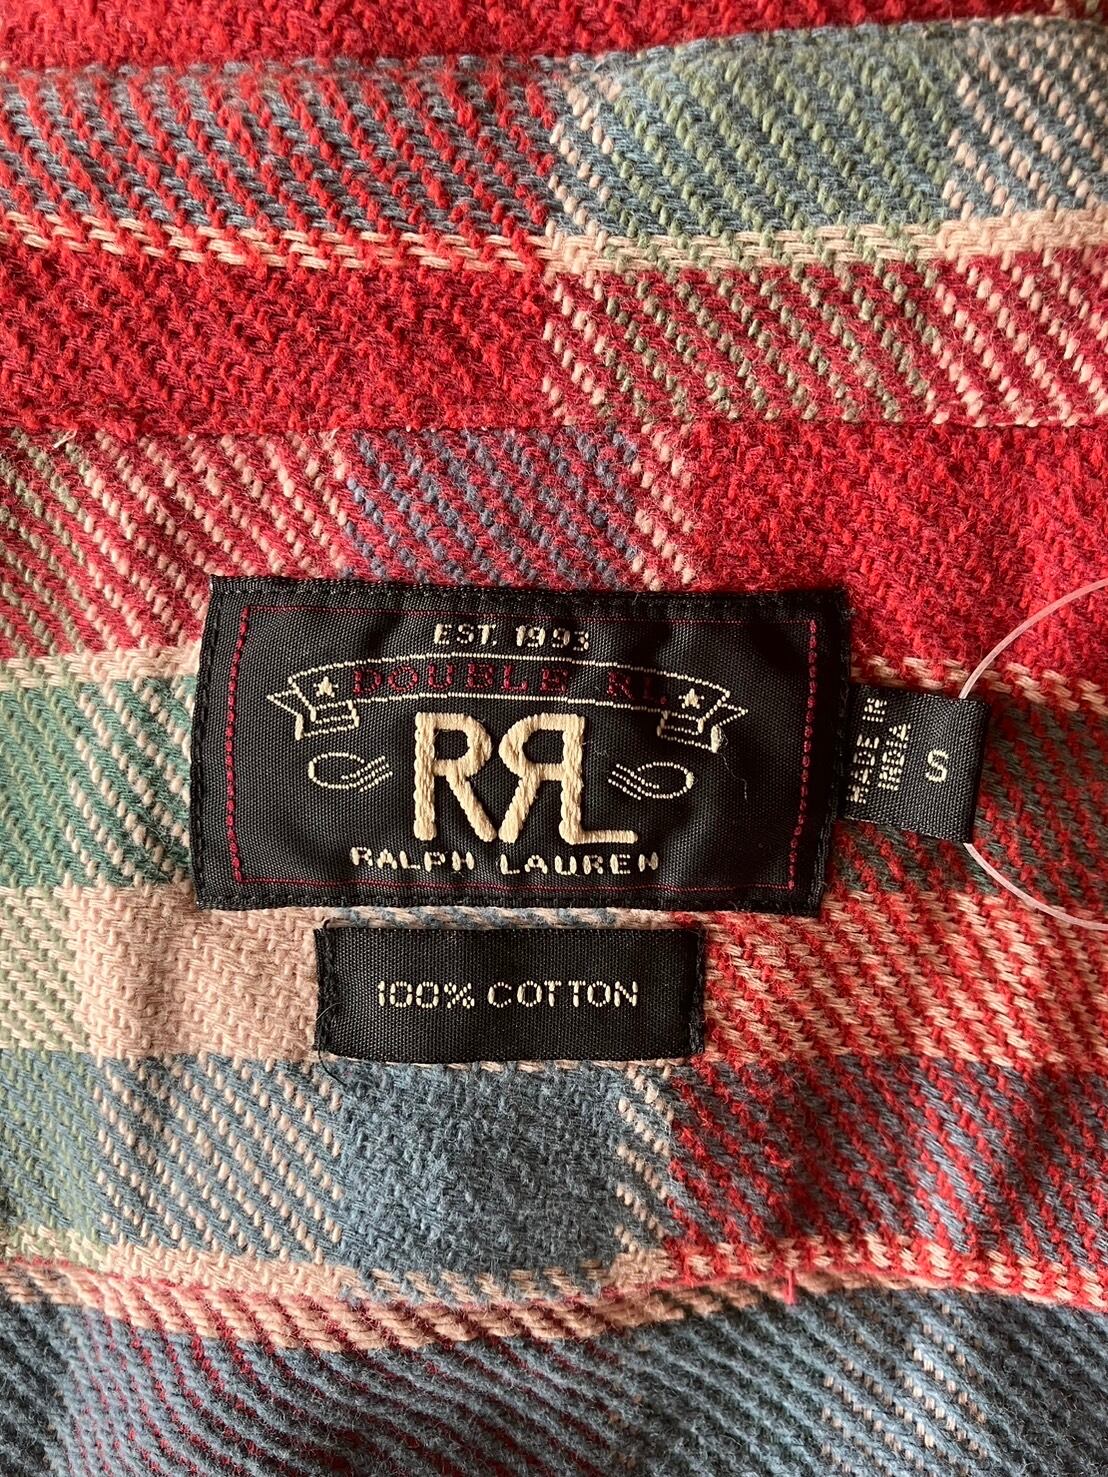 EST. 1993
DOUBLE RL
RRL
RALPH LAUREN
MADE IN
INDIA
S
100% COTTON